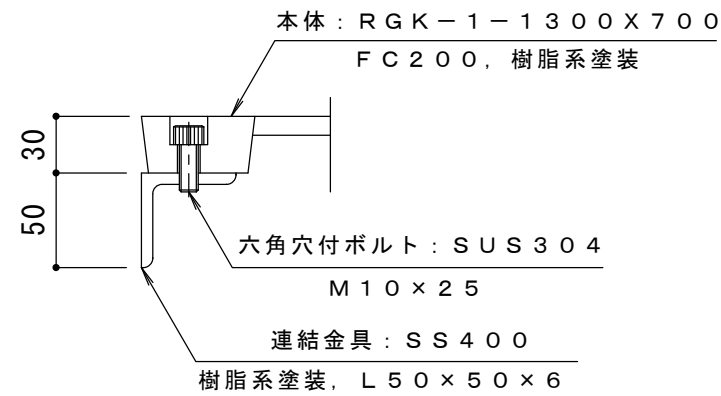 本体：ＲＧＫ－１－１３００Ｘ７００
ＦＣ２００，樹脂系塗装
30
50
六角穴付ボルト：ＳＵＳ３０４
Ｍ１０×２５
連結金具：ＳＳ４００
樹脂系塗装，Ｌ５０×５０×６